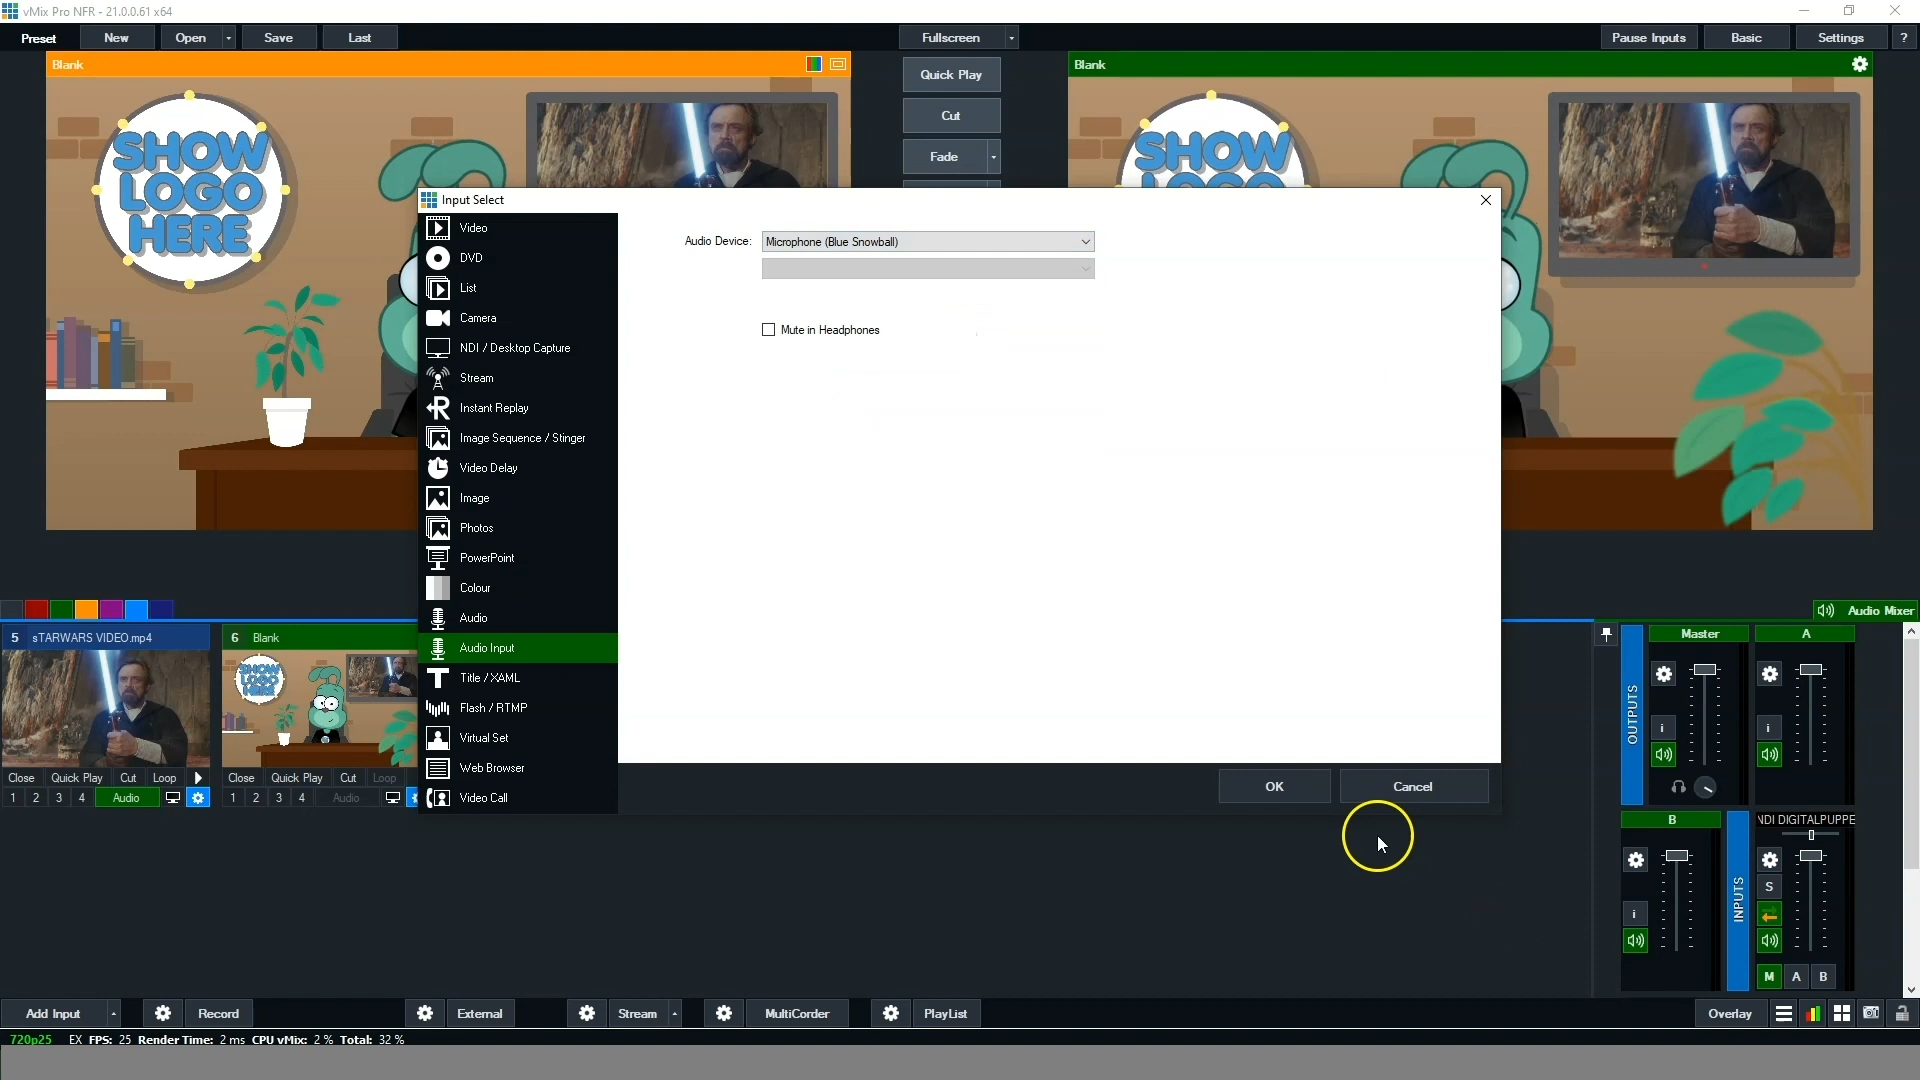 vMix Pro NFR - 21.0.0.61 x64
Preset New Open Save Last Fullscreen Pause Inputs Basic Settings ?
Blank
SHOW
LOGO
HERE
Quick Play
Cut
Fade
Blank
SHOW
LOGO
Input Select
Video
DVD
List
Camera
NDI / Desktop Capture
Stream
Instant Replay
Image Sequence / Stinger
Video Delay
Image
Photos
PowerPoint
Colour
Audio
Audio Input
Title / XAML
Flash / RTMP
Virtual Set
Web Browser
Video Call
Audio Device: Microphone (Blue Snowball)
Mute in Headphones
OK Cancel
5 sTARWARS VIDEO.mp4
Close Quick Play Cut Loop
1 2 3 4 Audio
6 Blank
SHOW
LOGO
HERE
Close Quick Play Cut Loop
1 2 3 4 Audio
Audio Mixer
OUTPUTS
Master
i
A
i
B
i
INPUTS
NDI DIGITALPUPPE
S
M A B
Add Input Record External Stream MultiCorder PlayList Overlay
720p25 EX FPS: 25 Render Time: 2 ms CPU vMix: 2 % Total: 32 %